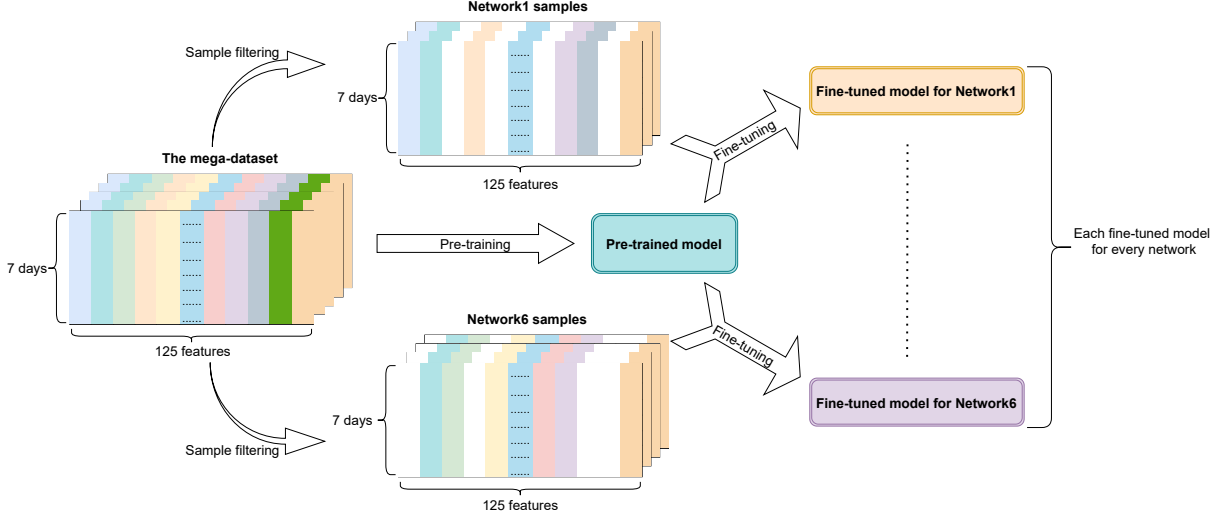 Network1 samples
Sample filtering
7 days
......
......
......
......
......
......
......
125 features
Fine-tuning
Fine-tuned model for Network1
The mega-dataset
7 days
......
......
......
......
......
......
......
125 features
Pre-training
Pre-trained model
Each fine-tuned model
for every network
Network6 samples
Sample filtering
7 days
......
......
......
......
......
......
......
125 features
Fine-tuning
Fine-tuned model for Network6